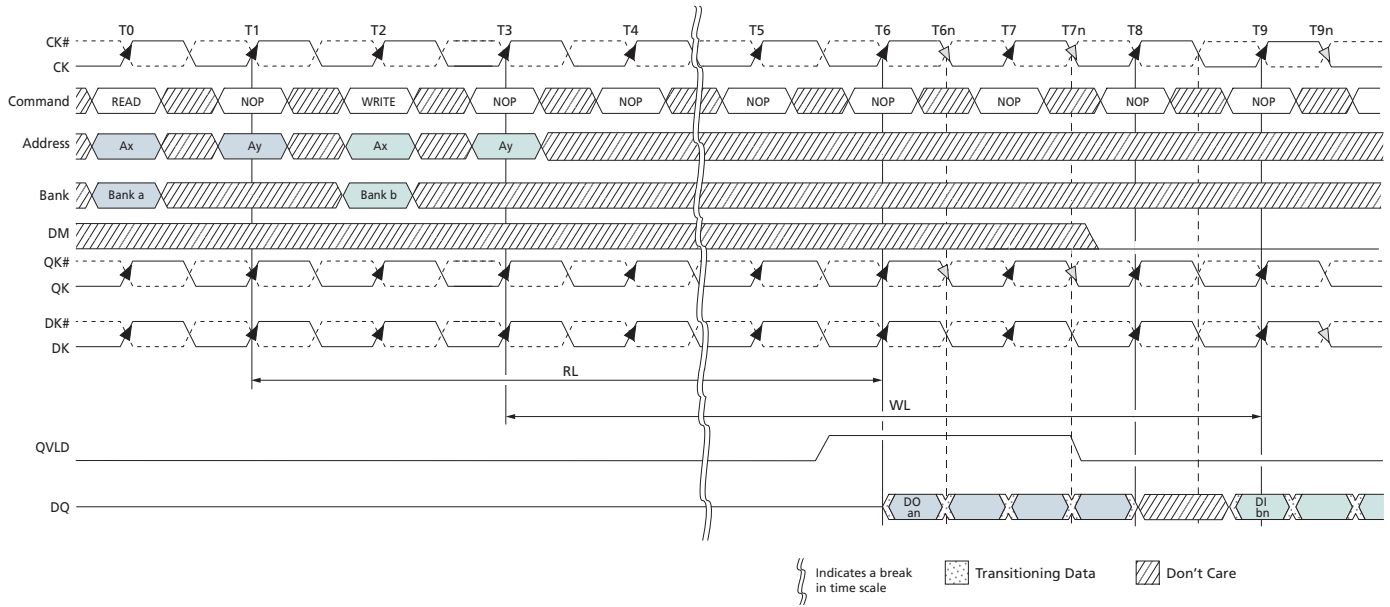 T0 T1 T2 T3 T4 T5 T6 T6n T7 T7n T8 T9 T9n
CK#
CK
Command READ NOP WRITE NOP NOP NOP NOP NOP NOP NOP
Address Ax Ay Ax Ay
Bank Bank a Bank b
DM
QK#
QK
DK#
DK
RL
WL
QVLD
DQ DO an DI bn
Indicates a break in time scale
Transitioning Data
Don't Care